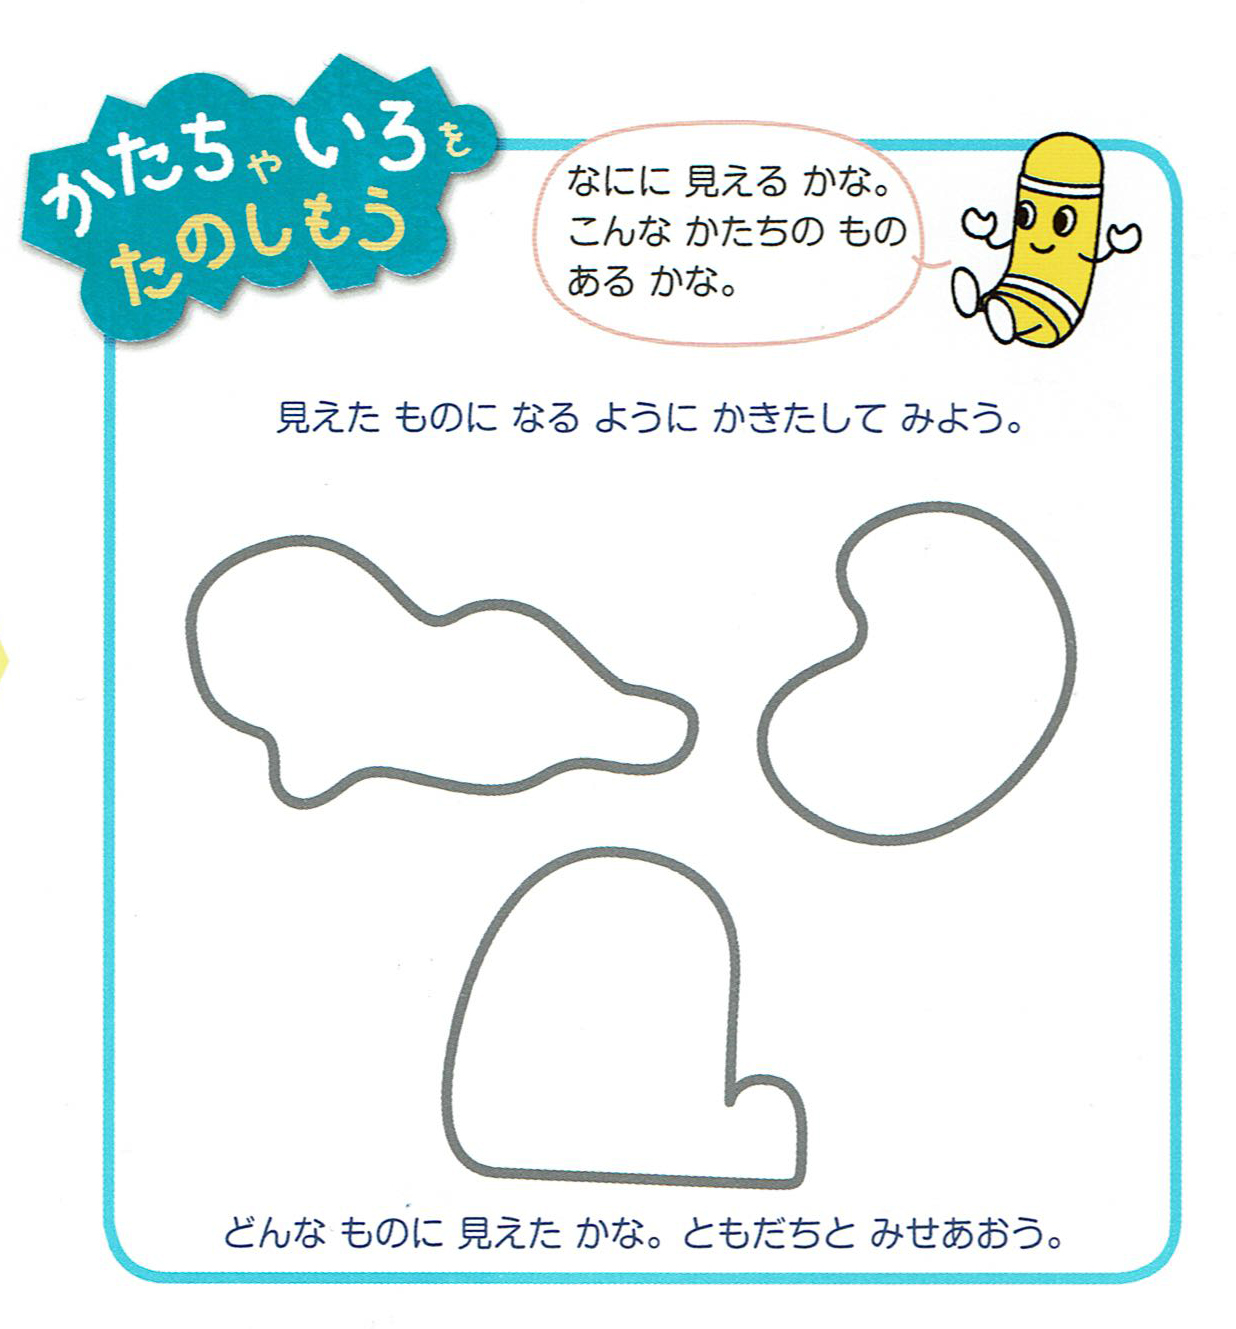 かたちや いろを
たのしもう
なにに 見える かな。
こんな かたちの もの
ある かな。
見えた ものに なる ように かきたして みよう。
どんな ものに 見えた かな。ともだちと みせあおう。